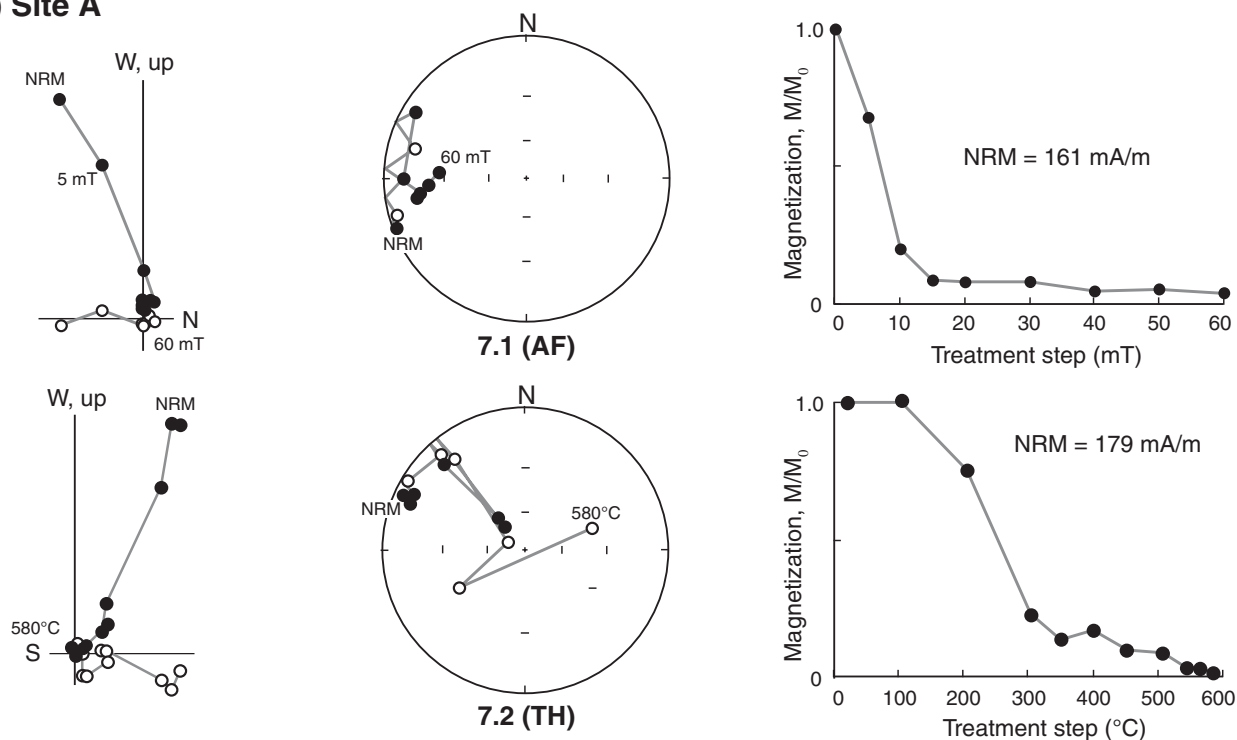 ) Site A
W, up
NRM
5 mT
N
60 mT
N
60 mT
NRM
7.1 (AF)
Magnetization, M/M₀
1.0
0
NRM = 161 mA/m
0 10 20 30 40 50 60
Treatment step (mT)
W, up
NRM
580°C
S
N
NRM
580°C
7.2 (TH)
Magnetization, M/M₀
1.0
0
NRM = 179 mA/m
0 100 200 300 400 500 600
Treatment step (°C)